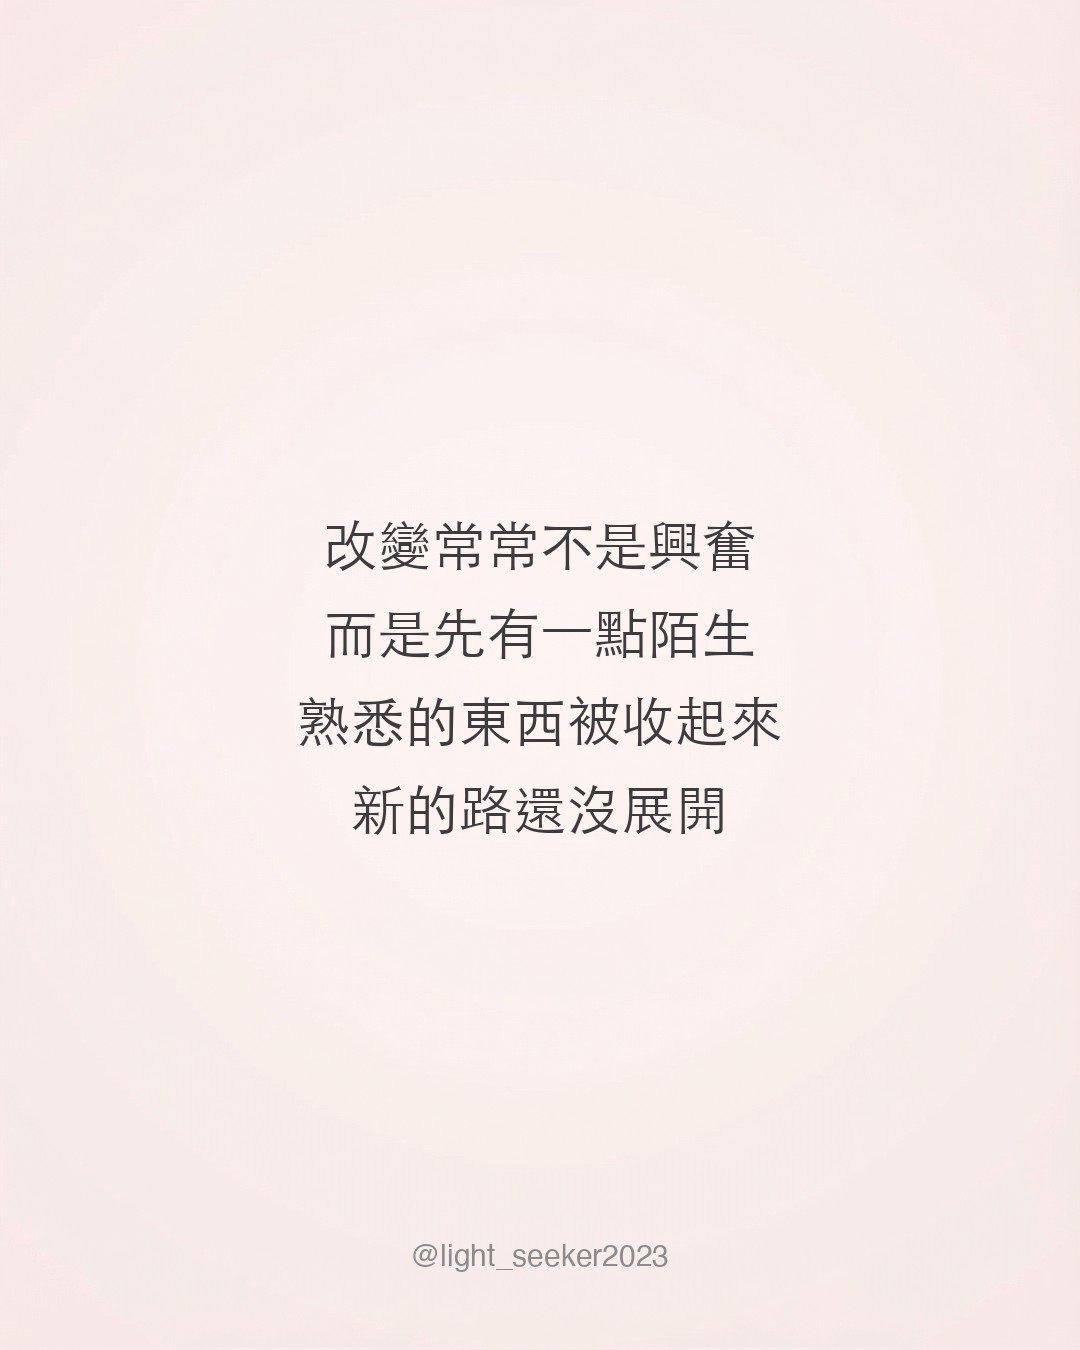 改變常常不是興奮
而是先有一點陌生
熟悉的東西被收起來
新的路還沒展開
@light_seeker2023